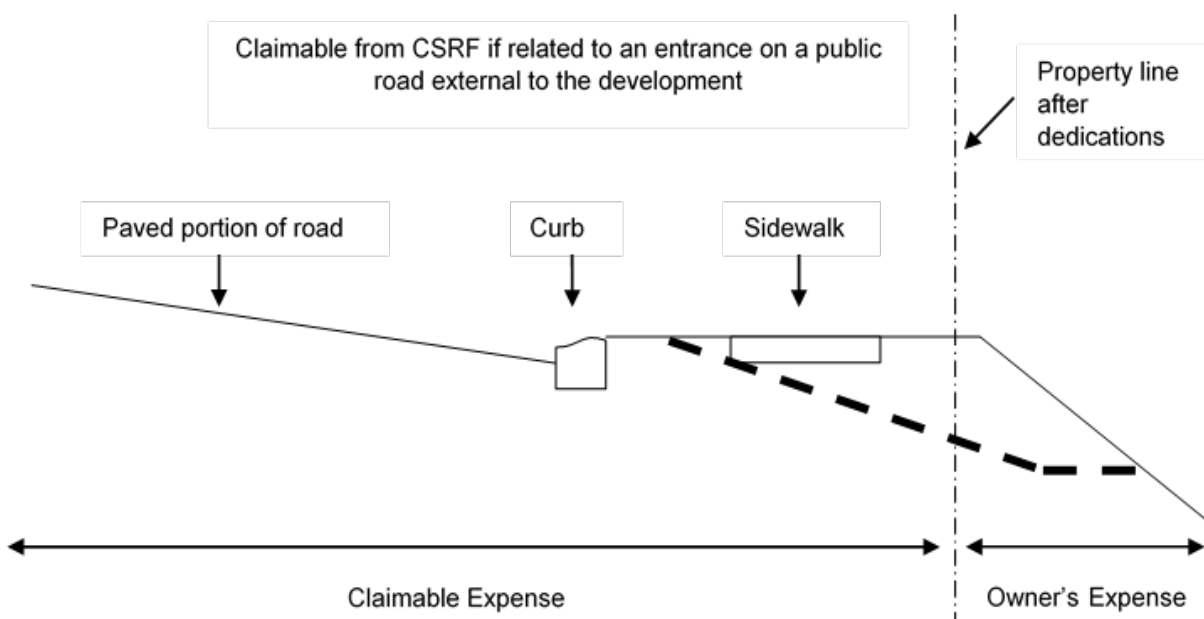 Claimable from CSRF if related to an entrance on a public
road external to the development
Property line
after
dedications
Paved portion of road
Curb
Sidewalk
Claimable Expense
Owner's Expense